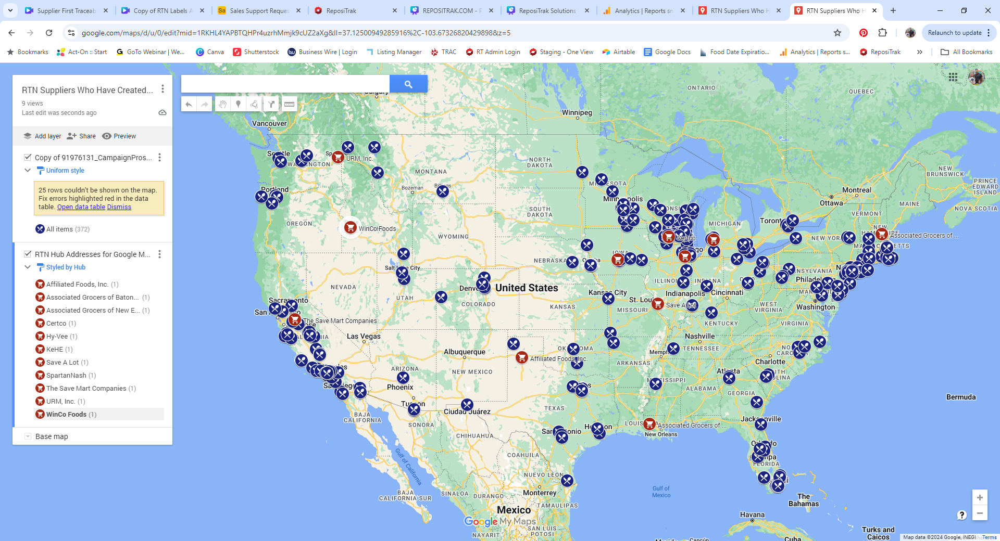 Supplier First Traceab
Copy of RTN Labels A
Sales Support Reques
ReposiTrak
REPOSITRAK.COM - P
ReposiTrak Solutions
Analytics | Reports sn
RTN Suppliers Who H
RTN Suppliers Who H
google.com/maps/d/u/0/edit?mid=1RKHL4YAPBTQHPr4uzrhMmjk9cUZ2aXg&ll=37.12500949285916%2C-103.67326820429898&z=5
Relaunch to update
Bookmarks
Act-On :: Start
GoTo Webinar | We...
Canva
Shutterstock
Business Wire | Login
Listing Manager
TRAC
RT Admin Login
Staging - One View
Airtable
Google Docs
Food Date Expiratio...
Analytics | Reports s...
ReposiTrak
All Bookmarks
RTN Suppliers Who Have Created...
9 views
Last edit was seconds ago
Add layer
Share
Preview
Copy of 91976131_CampaignPros...
Uniform style
25 rows couldn't be shown on the map.
Fix errors highlighted red in the data
table. Open data table Dismiss
All items (372)
RTN Hub Addresses for Google M...
Styled by Hub
Affiliated Foods, Inc. (1)
Associated Grocers of Baton... (1)
Associated Grocers of New E... (1)
Certco (1)
Hy-Vee (1)
KeHE (1)
Save A Lot (1)
SpartanNash (1)
The Save Mart Companies (1)
URM, Inc. (1)
WinCo Foods (1)
Base map
Calgary
ONTARIO
QUEBEC
Winnipeg
Vancouver
Seattle
URM, Inc.
WASHINGTON
MONTANA
NORTH
DAKOTA
NEW
BRUNSWICK
PRINCE
EDWARD
ISLAND
Portland
Bozeman
Billings
MINNESOTA
Minneapolis
Montreal
Ottawa
MAINE
NOVA SCOTIA
SOUTH
DAKOTA
VERMONT
OREGON
WinCo Foods
MICHIGAN
Toronto
NEW
HAMPSHIRE
Associated Grocers of ...
WYOMING
Certco
NEW YORK
MASSACHUSETTS
NEBRASKA
Omaha
Salt Lake City
PENNSYLVANIA
Philadelphia
NEVADA
Denver
United States
ILLINOIS
INDIANA
Indianapolis
Cincinnati
UTAH
COLORADO
Kansas City
St. Louis
Save A Lot
WEST
VIRGINIA
Washington
Sacramento
KANSAS
MISSOURI
KENTUCKY
VIRGINIA
The Save Mart Companies
Las Vegas
Nashville
TENNESSEE
OKLAHOMA
Albuquerque
Affiliated Foods, Inc.
Memphis
ARKANSAS
Charlotte
ARIZONA
NEW MEXICO
Atlanta
SOUTH
CAROLINA
Phoenix
MISSISSIPPI
ALABAMA
GEORGIA
Bermuda
Tucson
Ciudad Juárez
TEXAS
BAJA
CALIFORNIA
SONORA
Jacksonville
CHIHUAHUA
San Antonio
Houston
Associated Grocers of ...
New Orleans
Orlando
Tampa
FLORIDA
COAHUILA
Gulf of California
NUEVO LEON
Monterrey
BAJA
CALIFORNIA SUR
SINALOA
DURANGO
TAMAULIPAS
Gulf of
Mexico
The
Bahamas
Mexico
Google My Maps
SAN LUIS
POTOSI
NAYARIT
Havana
Cancún
Cuba
Turks and
Caicos
Map data ©2024 Google, INEGI
Terms